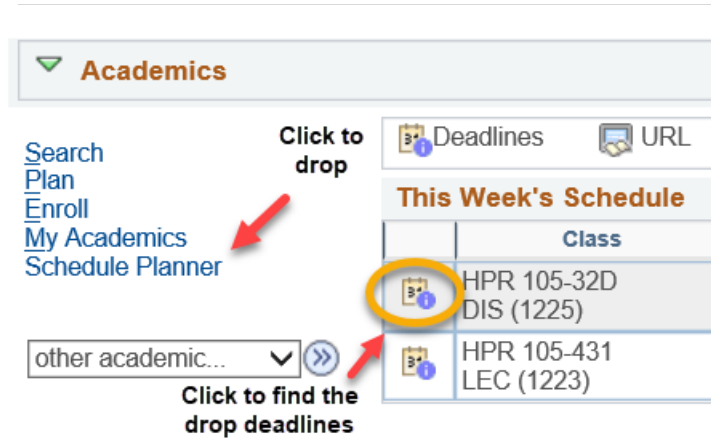 Academics
Search
Plan
Enroll
My Academics
Schedule Planner
Click to
drop
other academic...
Click to find the
drop deadlines
Deadlines URL
This Week's Schedule
Class
HPR 105-32D
DIS (1225)
HPR 105-431
LEC (1223)